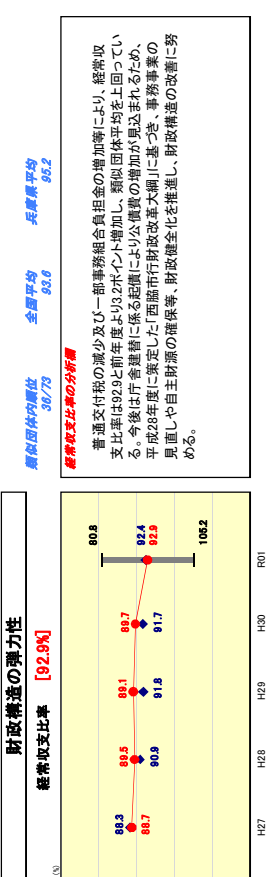 財政構造の弾力性
経常収支比率 [92.9%]
(%)
88.3
88.7
89.5
90.9
89.1
91.8
89.7
91.7
80.8
92.4
92.9
105.2
H27
H28
H29
H30
R01
類似団体内順位
36/73
全国平均
93.6
兵庫県平均
95.2
経常収支比率の分析欄
普通交付税の減少及び一部事務組合負担金の増加等により、経常収
支比率は92.9と前年度より3.2ポイント増加し、類似団体平均を上回ってい
る。今後は庁舎建替に係る起債により公債費の増加が見込まれるため、
平成28年度に策定した「西脇市行財政改革大綱」に基づき、事務事業の
見直しや自主財源の確保等、財政健全化を推進し、財政構造の改善に努
める。